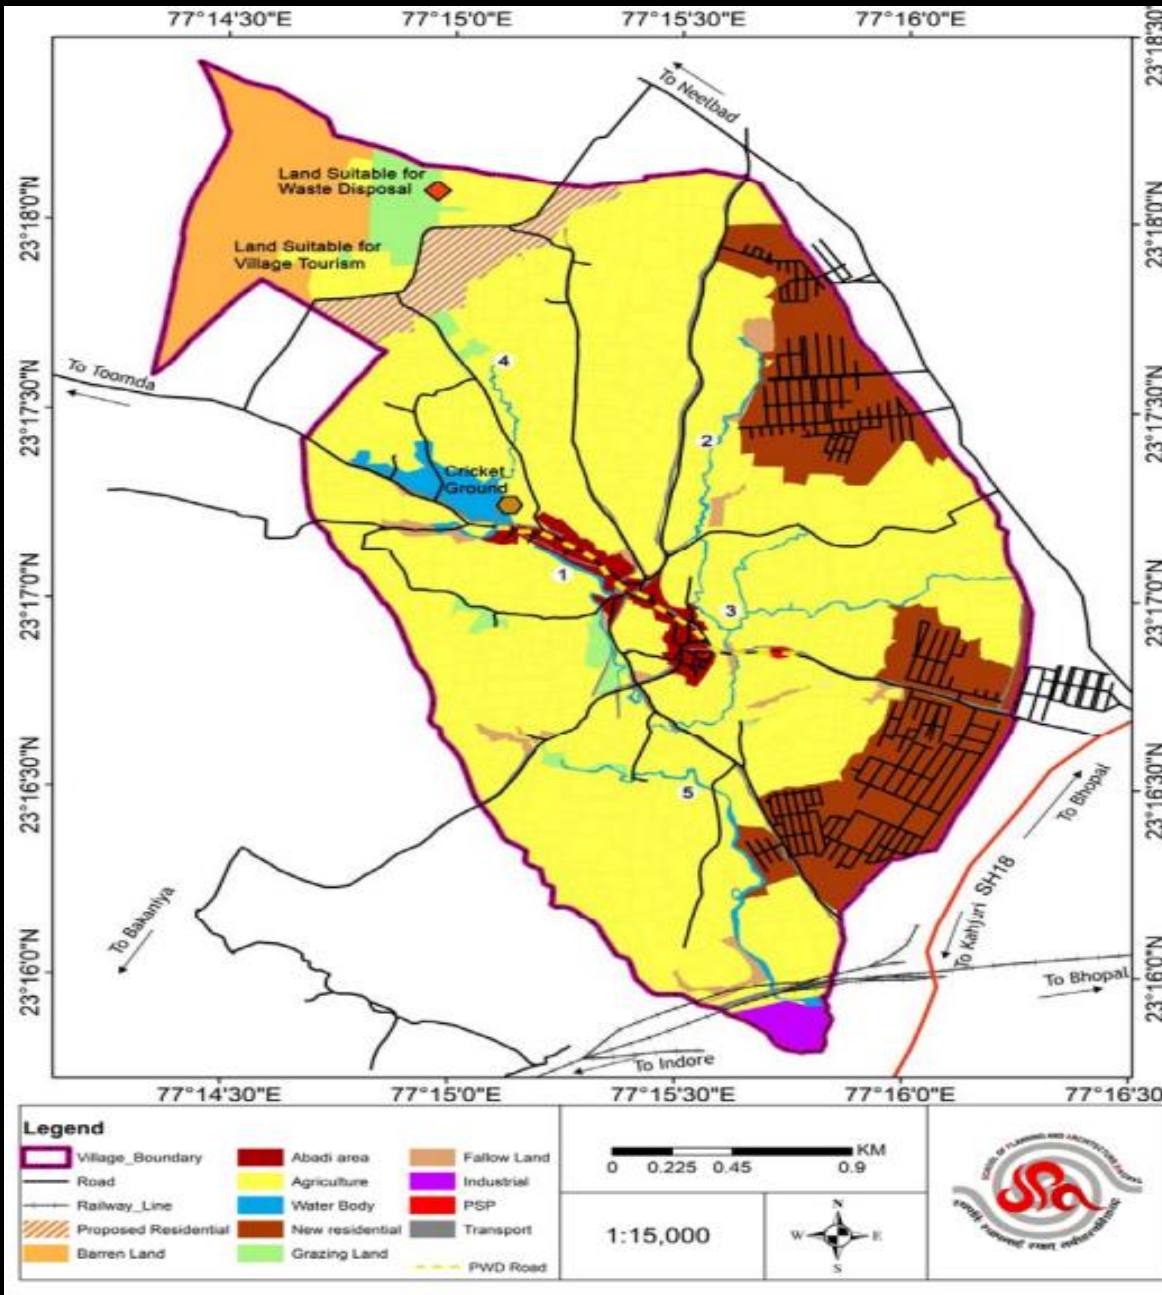 77°14'30"E 77°15'0"E 77°15'30"E 77°16'0"E
23°18'30"
To Neelbad
Land Suitable for
Waste Disposal
23°18'0"N
23°18'0"N
Land Suitable for
Village Tourism
4
To Toomda
23°17'30"N
23°17'30"N
2
Cricket
Ground
1
23°17'0"N
23°17'0"N
3
5
23°16'30"N
23°16'30"N
To Bhopal
To Kahjuri SH18
To Bakaniya
23°16'0"N
23°16'0"N
To Bhopal
To Indore
77°14'30"E 77°15'0"E 77°15'30"E 77°16'0"E 77°16'30
Legend
Village_Boundary
Road
Railway_Line
Proposed Residential
Barren Land
Abadi area
Agriculture
Water Body
New residential
Grazing Land
Fallow Land
Industrial
PSP
Transport
PWD Road
KM
0 0.225 0.45 0.9
1:15,000
N
W E
S
SCHOOL OF PLANNING AND ARCHITECTURE
spa